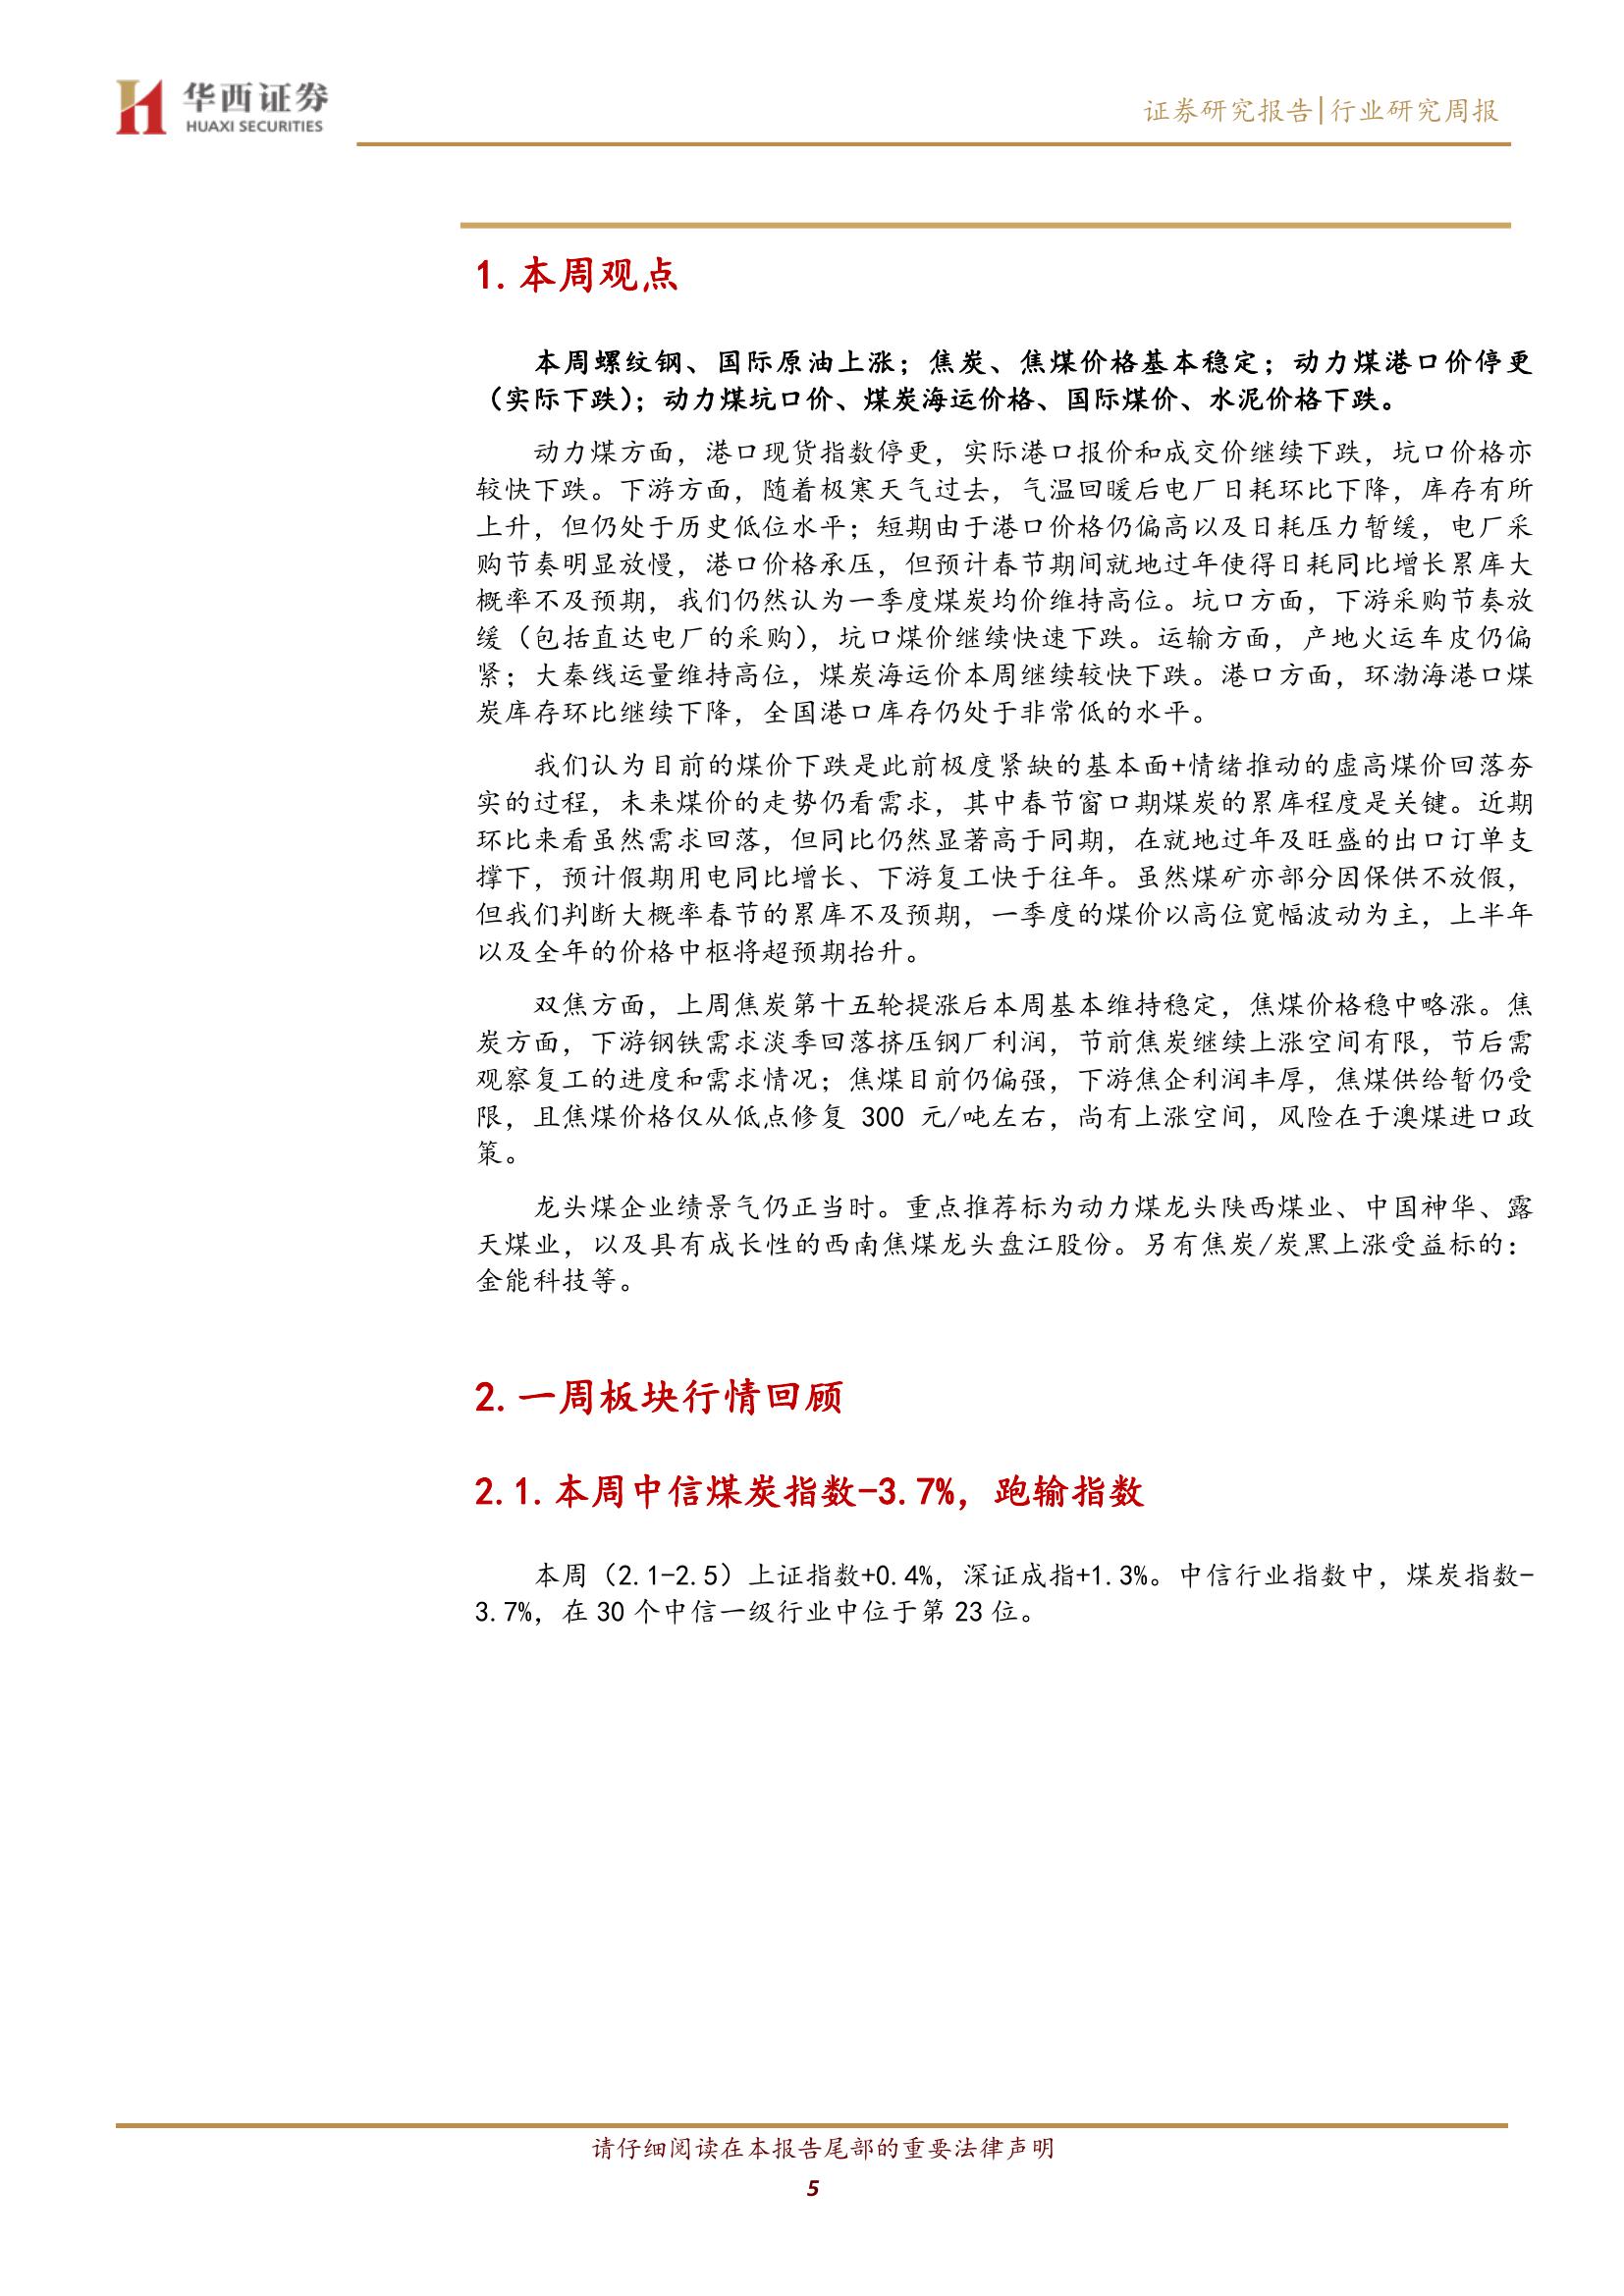 华西证券
HUAXI SECURITIES
证券研究报告|行业研究周报
1.本周观点
本周螺纹钢、国际原油上涨；焦炭、焦煤价格基本稳定；动力煤港口价停更
（实际下跌）；动力煤坑口价、煤炭海运价格、国际煤价、水泥价格下跌。
动力煤方面，港口现货指数停更，实际港口报价和成交价继续下跌，坑口价格亦
较快下跌。下游方面，随着极寒天气过去，气温回暖后电厂日耗环比下降，库存有所
上升，但仍处于历史低位水平；短期由于港口价格仍偏高以及日耗压力暂缓，电厂采
购节奏明显放慢，港口价格承压，但预计春节期间就地过年使得日耗同比增长累库大
概率不及预期，我们仍然认为一季度煤炭均价维持高位。坑口方面，下游采购节奏放
缓（包括直达电厂的采购），坑口煤价继续快速下跌。运输方面，产地火运车皮仍偏
紧；大秦线运量维持高位，煤炭海运价本周继续较快下跌。港口方面，环渤海港口煤
炭库存环比继续下降，全国港口库存仍处于非常低的水平。
我们认为目前的煤价下跌是此前极度紧缺的基本面+情绪推动的虚高煤价回落夯
实的过程，未来煤价的走势仍看需求，其中春节窗口期煤炭的累库程度是关键。近期
环比来看虽然需求回落，但同比仍然显著高于同期，在就地过年及旺盛的出口订单支
撑下，预计假期用电同比增长、下游复工快于往年。虽然煤矿亦部分因保供不放假，
但我们判断大概率春节的累库不及预期，一季度的煤价以高位宽幅波动为主，上半年
以及全年的价格中枢将超预期抬升。
双焦方面，上周焦炭第十五轮提涨后本周基本维持稳定，焦煤价格稳中略涨。焦
炭方面，下游钢铁需求淡季回落挤压钢厂利润，节前焦炭继续上涨空间有限，节后需
观察复工的进度和需求情况；焦煤目前仍偏强，下游焦企利润丰厚，焦煤供给暂仍受
限，且焦煤价格仅从低点修复 300 元/吨左右，尚有上涨空间，风险在于澳煤进口政
策。
龙头煤企业绩景气仍正当时。重点推荐标为动力煤龙头陕西煤业、中国神华、露
天煤业，以及具有成长性的西南焦煤龙头盘江股份。另有焦炭/炭黑上涨受益标的：
金能科技等。
2.一周板块行情回顾
2.1.本周中信煤炭指数-3.7%，跑输指数
本周（2.1-2.5）上证指数+0.4%，深证成指+1.3%。中信行业指数中，煤炭指数-
3.7%，在 30 个中信一级行业中位于第 23 位。
请仔细阅读在本报告尾部的重要法律声明
5